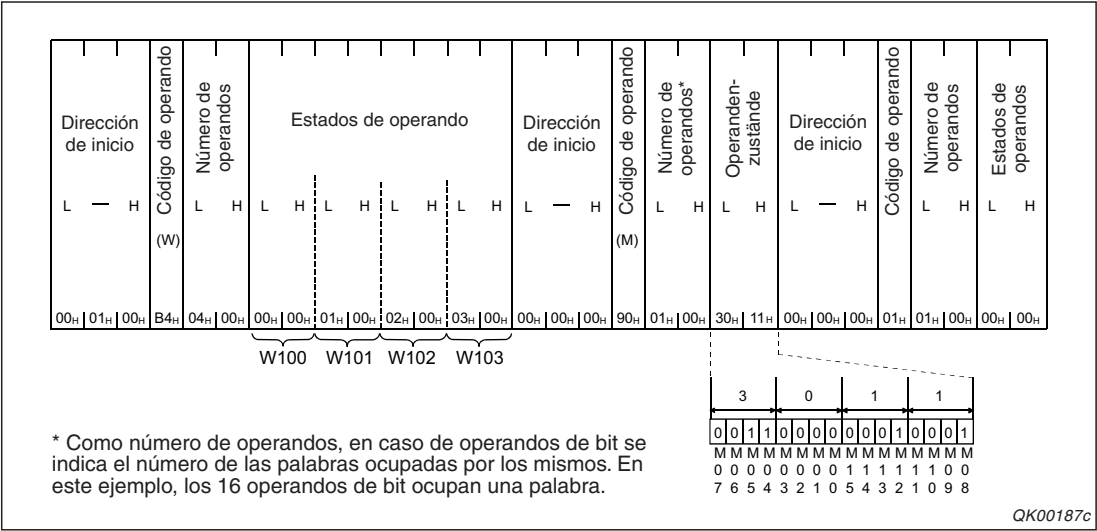 Dirección de inicio
Código de operando
Número de operandos
Estados de operando
Dirección de inicio
Código de operando
Número de operandos*
Operanden-zustände
Dirección de inicio
Código de operando
Número de operandos
Estados de operandos
L — H L H L H L H L H L H L — H L H L H L — H L H L H
(W) (M)
00H 01H 00H B4H 04H 00H 00H 00H 01H 00H 02H 00H 03H 00H 00H 00H 00H 90H 01H 00H 30H 11H 00H 00H 00H 01H 01H 00H 00H 00H
W100 W101 W102 W103
3 0 1 1
0 0 1 1 0 0 0 0 0 0 0 1 0 0 0 1
M M M M M M M M M M M M M M M M
0 0 0 0 0 0 0 0 1 1 1 1 1 1 0 0
7 6 5 4 3 2 1 0 5 4 3 2 1 0 9 8
* Como número de operandos, en caso de operandos de bit se
indica el número de las palabras ocupadas por los mismos. En
este ejemplo, los 16 operandos de bit ocupan una palabra.
QK00187c